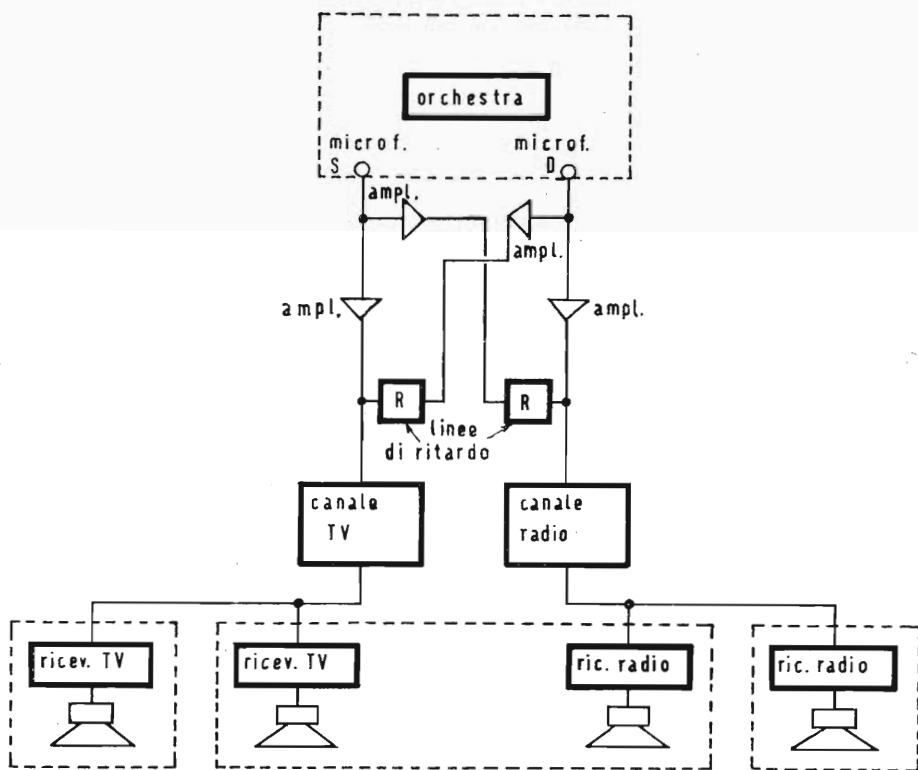 orchestra
microf.
S
microf.
D
ampl.
ampl.
ampl.
ampl.
R
R
linee
di ritardo
canale
TV
canale
radio
ricev. TV
ricev. TV
ric. radio
ric. radio